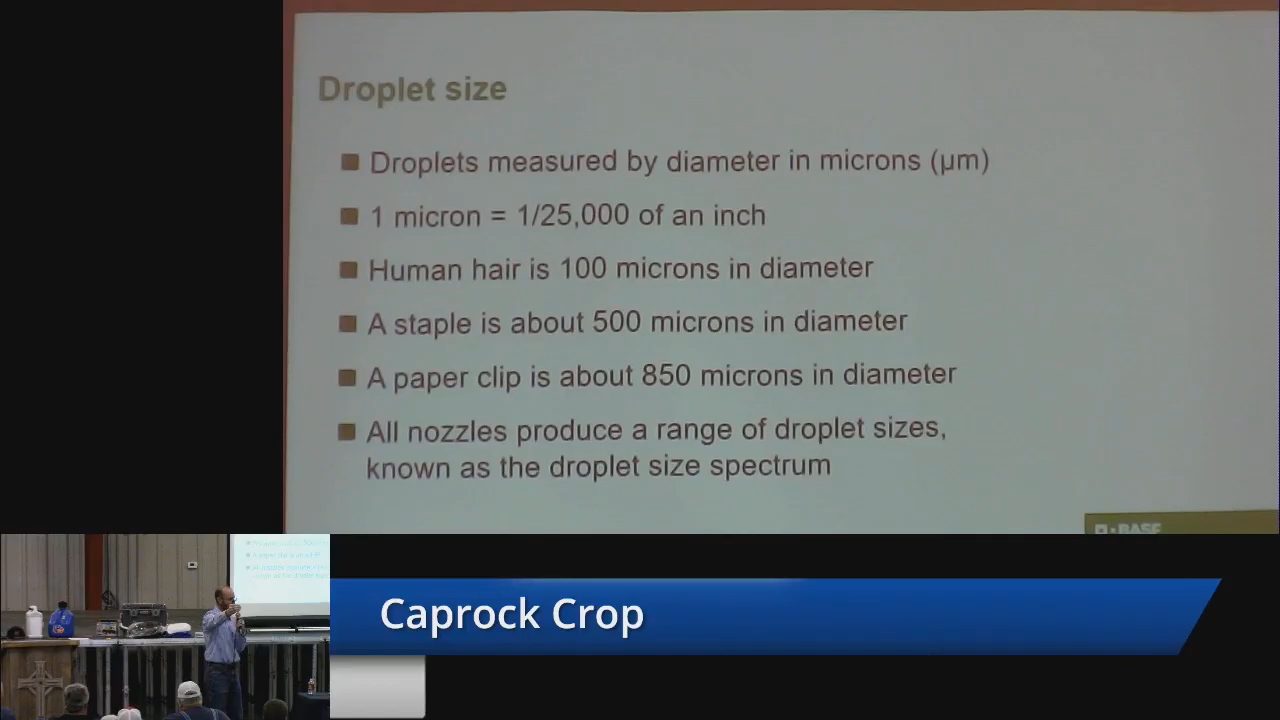 Droplet size
Droplets measured by diameter in microns (µm)
1 micron = 1/25,000 of an inch
Human hair is 100 microns in diameter
A staple is about 500 microns in diameter
A paper clip is about 850 microns in diameter
All nozzles produce a range of droplet sizes,
known as the droplet size spectrum
BASF
Caprock Crop